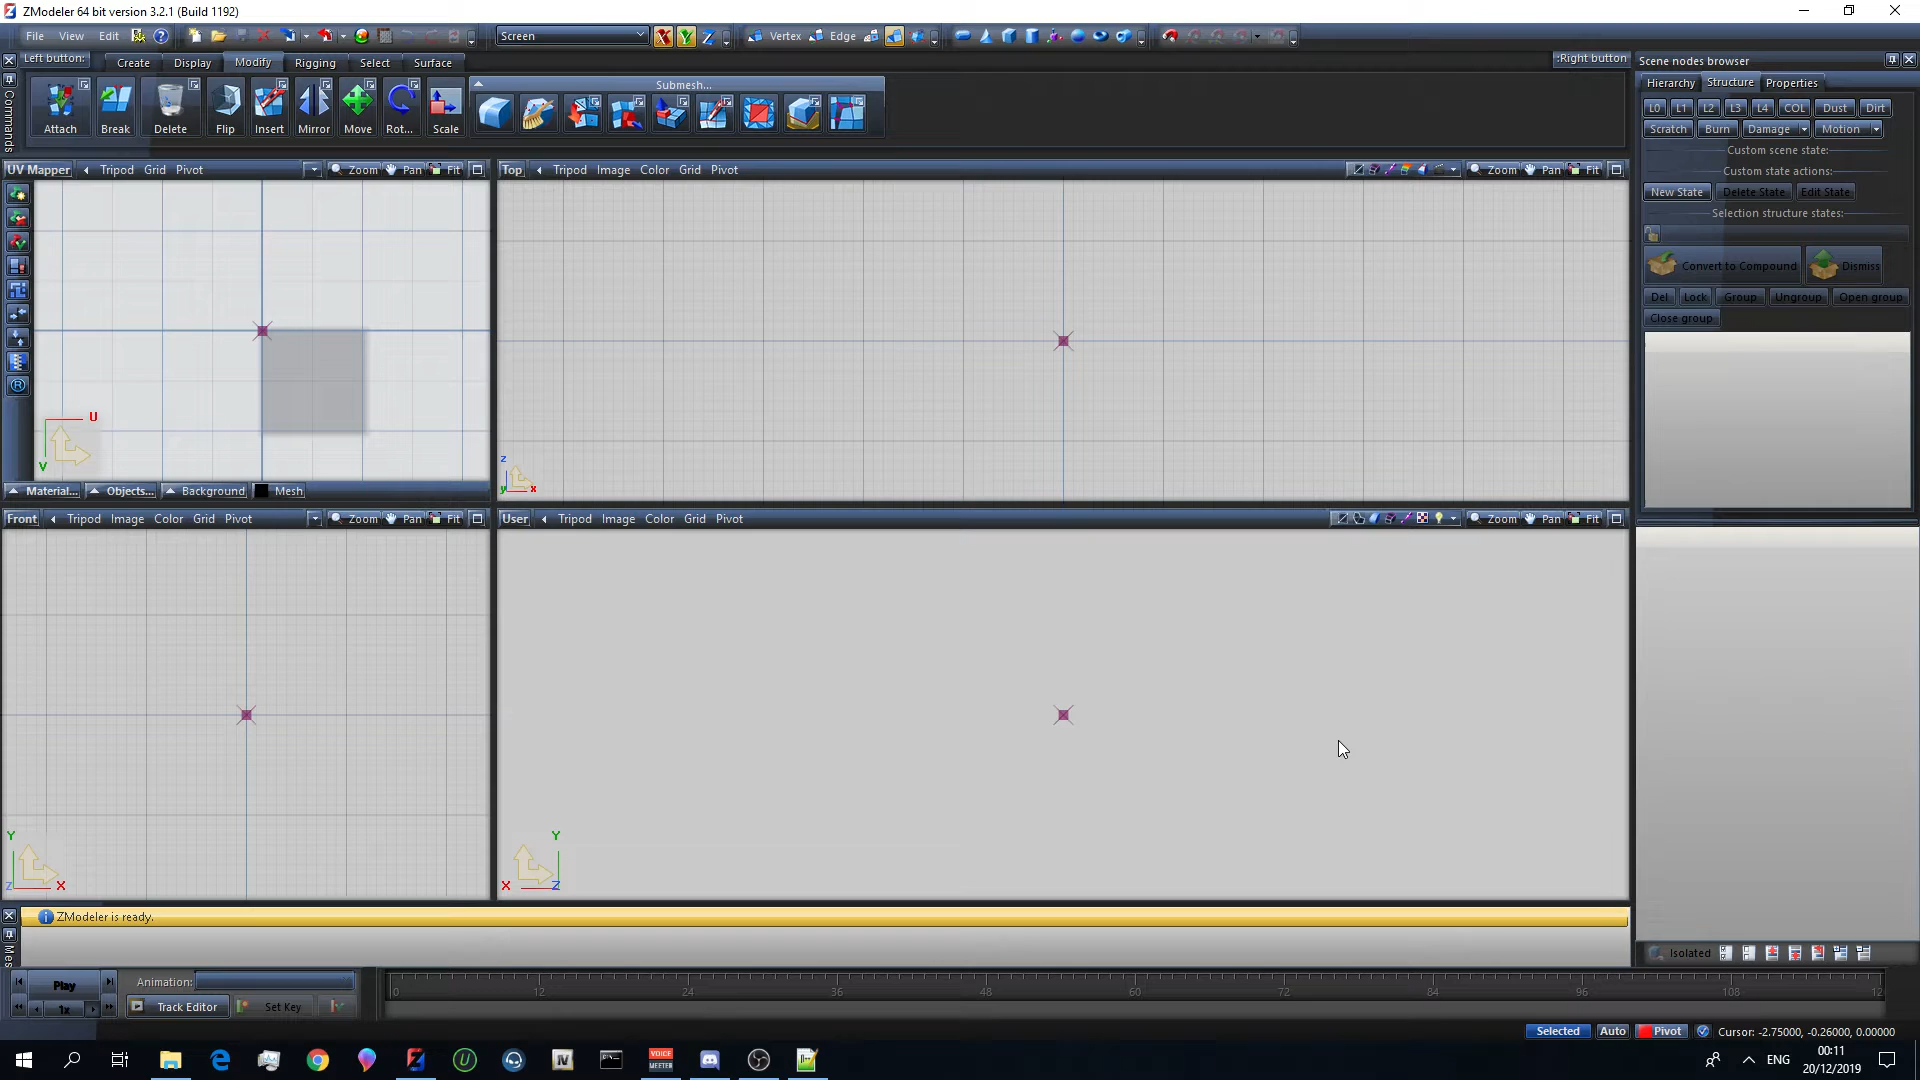 ZModeler 64 bit version 3.2.1 (Build 1192)
File View Edit Screen Vertex Edge
Left button: Create Display Modify Rigging Select Surface :Right button
Attach Break Delete Flip Insert Mirror Move Rot... Scale
Submesh...
Commands
UV Mapper Tripod Grid Pivot Zoom Pan Fit
U
V
Material... Objects... Background Mesh
Top Tripod Image Color Grid Pivot Zoom Pan Fit
z
y x
Front Tripod Image Color Grid Pivot Zoom Pan Fit
Y
Z X
User Tripod Image Color Grid Pivot Zoom Pan Fit
Y
X Z
Scene nodes browser
Hierarchy Structure Properties
L0 L1 L2 L3 L4 COL Dust Dirt
Scratch Burn Damage Motion
Custom scene state:
Custom state actions:
New State Delete State Edit State
Selection structure states:
Convert to Compound Dismiss
Del Lock Group Ungroup Open group
Close group
Isolated
ZModeler is ready.
Mes
Play Animation:
1x Track Editor Set Key
0 12 24 36 48 60 72 84 96 108 12
Selected Auto Pivot Cursor: -2.75000, -0.26000, 0.00000
VOICE
MEETER
ENG
00:11
20/12/2019